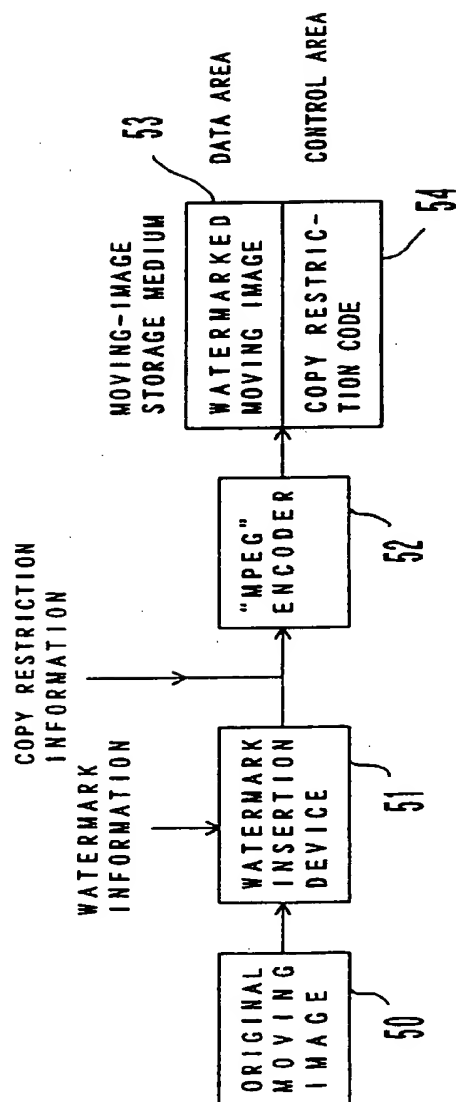 COPY RESTRICTION
INFORMATION
WATERMARK
INFORMATION
ORIGINAL
MOVING
IMAGE
50
WATERMARK
INSERTION
DEVICE
51
"MPEG"
ENCODER
52
MOVING-IMAGE
STORAGE MEDIUM
53
WATERMARKED
MOVING IMAGE
DATA AREA
COPY RESTRIC-
TION CODE
CONTROL AREA
54